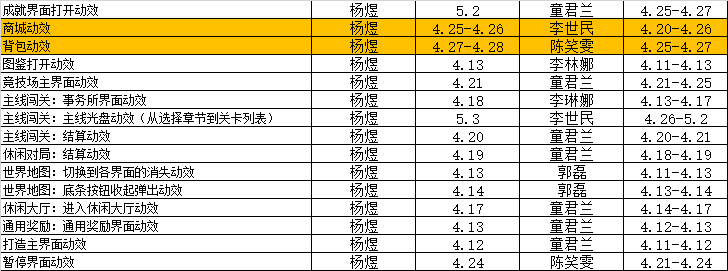 成就界面打开动效 杨煜 5.2 童君兰 4.25-4.27
商城动效 杨煜 4.25-4.26 李世民 4.20-4.26
背包动效 杨煜 4.27-4.28 陈笑雯 4.25-4.27
图鉴打开动效 杨煜 4.13 李林娜 4.11-4.13
竞技场主界面动效 杨煜 4.21 童君兰 4.21-4.25
主线闯关：事务所界面动效 杨煜 4.18 李琳娜 4.13-4.17
主线闯关：主线光盘动效（从选择章节到关卡列表） 杨煜 5.3 李世民 4.26-5.2
主线闯关：结算动效 杨煜 4.20 童君兰 4.20-4.21
休闲对局：结算动效 杨煜 4.19 童君兰 4.18-4.19
世界地图：切换到各界面的消失动效 杨煜 4.13 郭磊 4.11-4.13
世界地图：底条按钮收起弹出动效 杨煜 4.14 郭磊 4.13-4.14
休闲大厅：进入休闲大厅动效 杨煜 4.17 童君兰 4.14-4.17
通用奖励：通用奖励界面动效 杨煜 4.13 童君兰 4.12-4.13
打造主界面动效 杨煜 4.12 童君兰 4.11-4.12
暂停界面动效 杨煜 4.24 陈笑雯 4.21-4.24